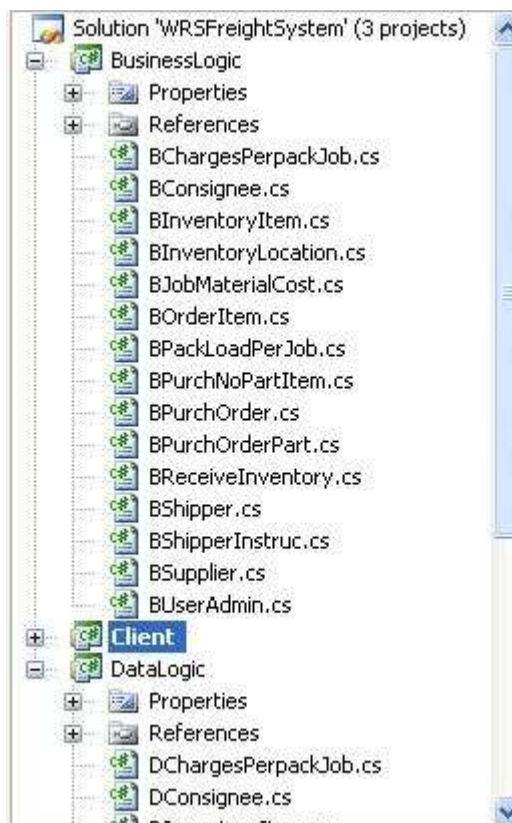 Solution 'WRSFreightSystem' (3 projects)
BusinessLogic
Properties
References
BChargesPerpackJob.cs
BConsignee.cs
BInventoryItem.cs
BInventoryLocation.cs
BJobMaterialCost.cs
BOrderItem.cs
BPackLoadPerJob.cs
BPurchNoPartItem.cs
BPurchOrder.cs
BPurchOrderPart.cs
BReceiveInventory.cs
BShipper.cs
BShipperInstruc.cs
BSupplier.cs
BUserAdmin.cs
Client
DataLogic
Properties
References
DChargesPerpackJob.cs
DConsignee.cs